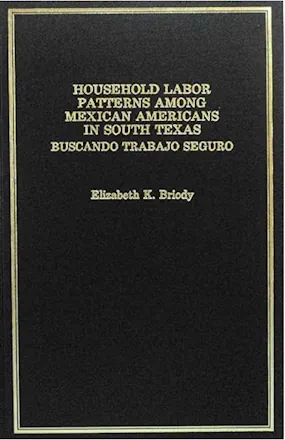 HOUSEHOLD LABOR
PATTERNS AMONG
MEXICAN AMERICANS
IN SOUTH TEXAS
BUSCANDO TRABAJO SEGURO
Elizabeth K. Briody